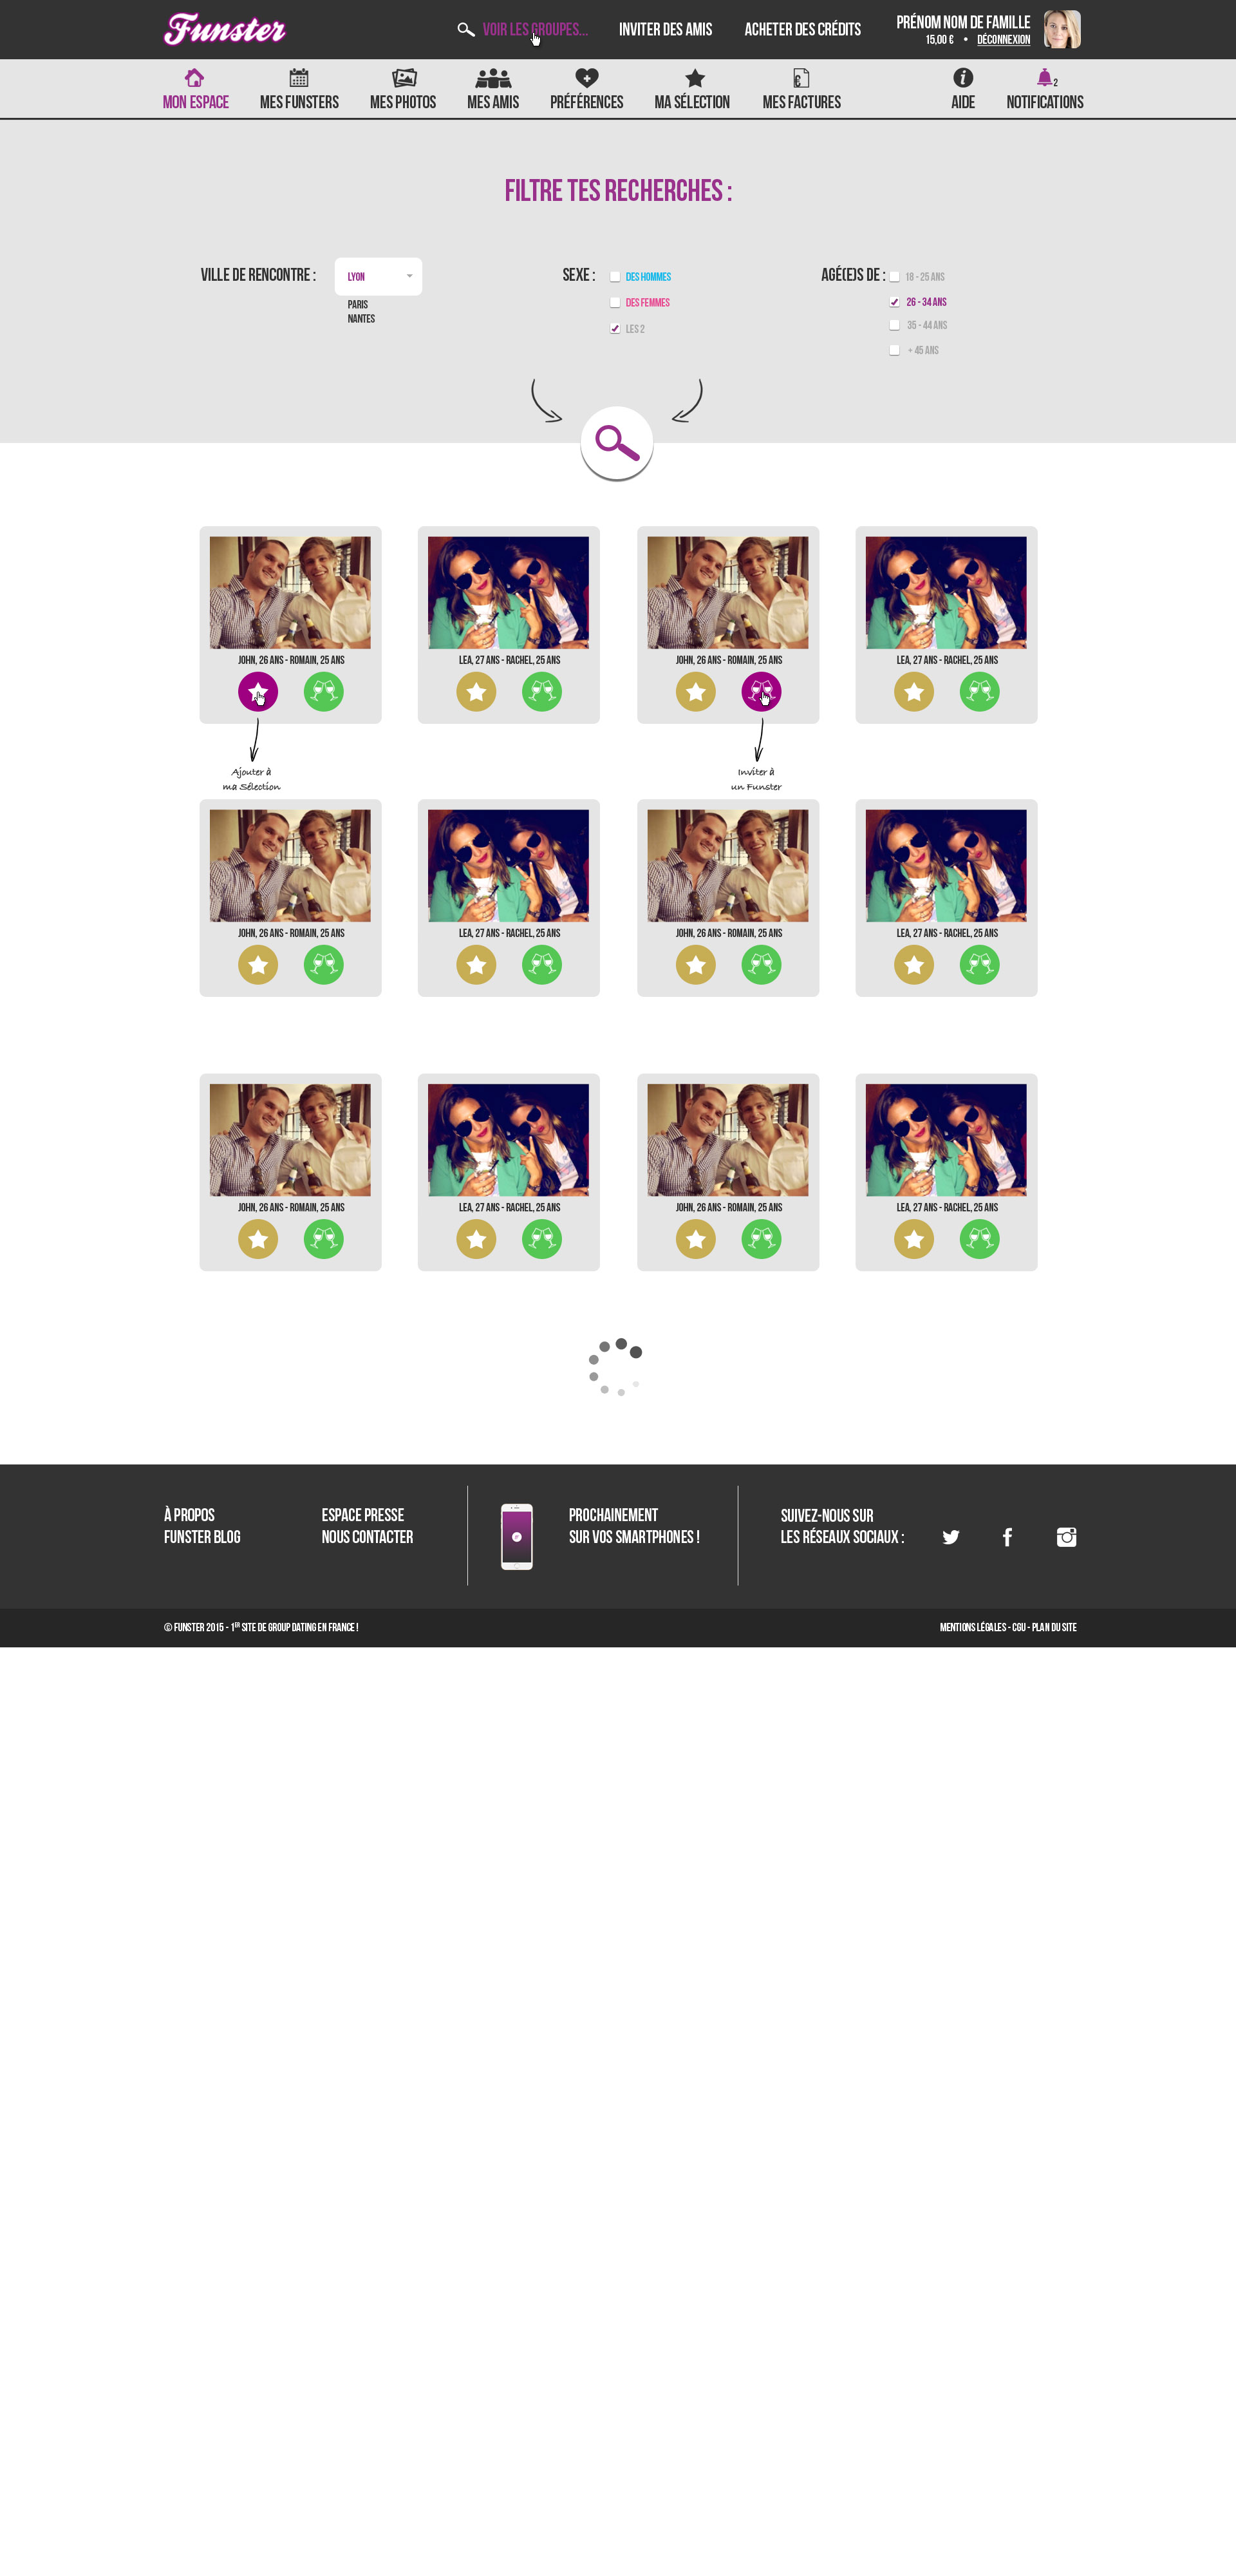 Funster
VOIR LES GROUPES...
INVITER DES AMIS
ACHETER DES CRÉDITS
PRÉNOM NOM DE FAMILLE
15,00 € • DÉCONNEXION
MON ESPACE
MES FUNSTERS
MES PHOTOS
MES AMIS
PRÉFÉRENCES
MA SÉLECTION
MES FACTURES
AIDE
2
NOTIFICATIONS
FILTRE TES RECHERCHES :
VILLE DE RENCONTRE :
LYON
PARIS
NANTES
SEXE :
DES HOMMES
DES FEMMES
LES 2
AGÉ(E)S DE :
18 - 25 ANS
26 - 34 ANS
35 - 44 ANS
+ 45 ANS
JOHN, 26 ANS - ROMAIN, 25 ANS
LEA, 27 ANS - RACHEL, 25 ANS
JOHN, 26 ANS - ROMAIN, 25 ANS
LEA, 27 ANS - RACHEL, 25 ANS
Ajouter à
ma Sélection
Inviter à
un Funster
JOHN, 26 ANS - ROMAIN, 25 ANS
LEA, 27 ANS - RACHEL, 25 ANS
JOHN, 26 ANS - ROMAIN, 25 ANS
LEA, 27 ANS - RACHEL, 25 ANS
JOHN, 26 ANS - ROMAIN, 25 ANS
LEA, 27 ANS - RACHEL, 25 ANS
JOHN, 26 ANS - ROMAIN, 25 ANS
LEA, 27 ANS - RACHEL, 25 ANS
À PROPOS
FUNSTER BLOG
ESPACE PRESSE
NOUS CONTACTER
PROCHAINEMENT
SUR VOS SMARTPHONES !
SUIVEZ-NOUS SUR
LES RÉSEAUX SOCIAUX :
© FUNSTER 2015 - 1ER SITE DE GROUP DATING EN FRANCE !
MENTIONS LÉGALES - CGU - PLAN DU SITE